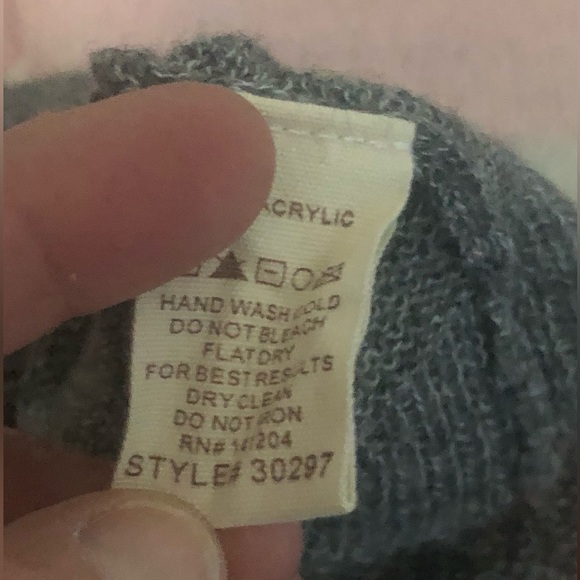 ACRYLIC
HAND WASH COLD
DO NOT BLEACH
FLAT DRY
FOR BEST RESULTS
DRY CLEAN
DO NOT IRON
RN#
STYLE# 30297